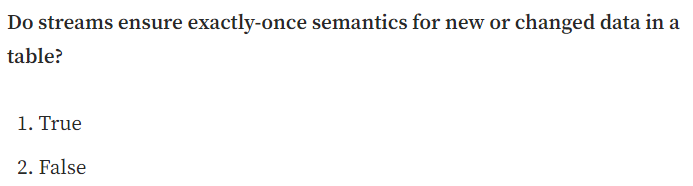 Do streams ensure exactly-once semantics for new or changed data in a
table?
1. True
2. False